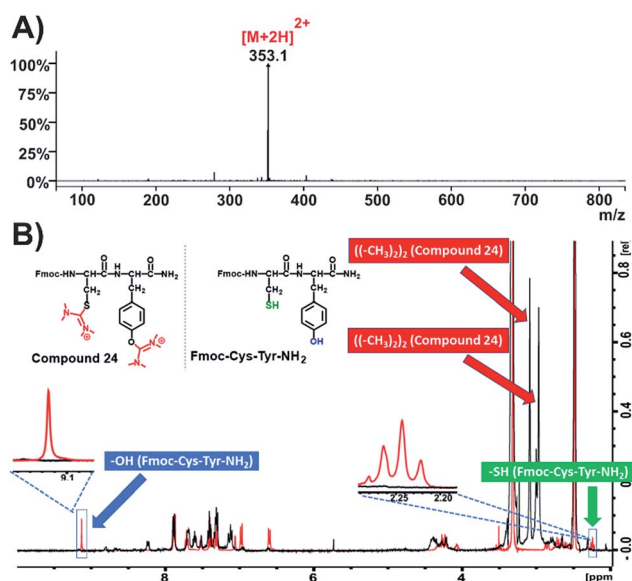 A)
[M+2H]2+
353.1
100%
75%
50%
25%
0%
100 200 300 400 500 600 700 800
m/z
B)
Fmoc-HN
O
H
N
O
NH2
CH2
CH2
S
N
N
⊕
O
N
N
⊕
Compound 24
Fmoc-HN
O
H
N
O
NH2
CH2
CH2
SH
OH
Fmoc-Cys-Tyr-NH2
((-CH3)2)2 (Compound 24)
((-CH3)2)2 (Compound 24)
9.1
-OH (Fmoc-Cys-Tyr-NH2)
2.25 2.20
-SH (Fmoc-Cys-Tyr-NH2)
[rel]
0.8
0.6
0.4
0.2
-0.0
8 6 4 [ppm]